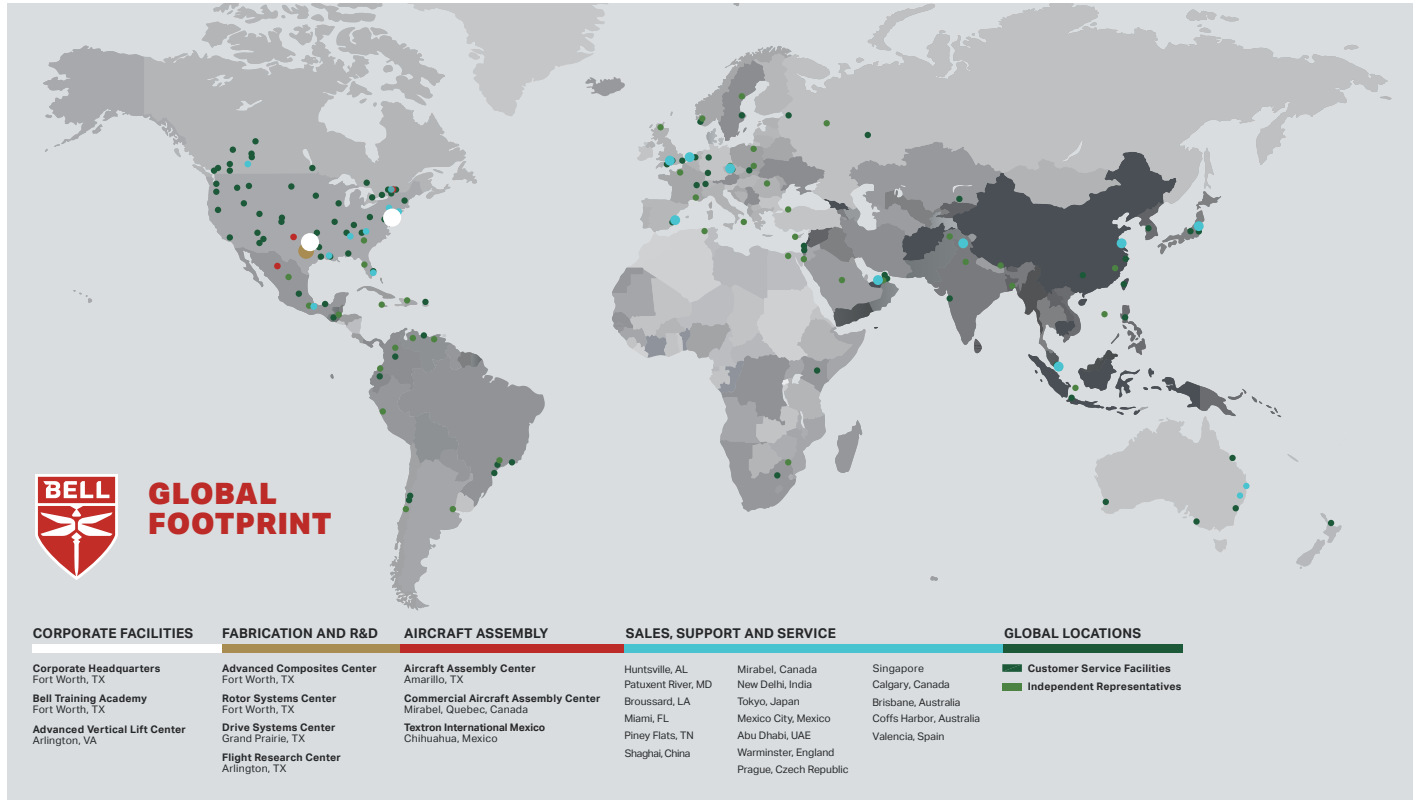 BELL
GLOBAL
FOOTPRINT
CORPORATE FACILITIES
Corporate Headquarters
Fort Worth, TX
Bell Training Academy
Fort Worth, TX
Advanced Vertical Lift Center
Arlington, VA
FABRICATION AND R&D
Advanced Composites Center
Fort Worth, TX
Rotor Systems Center
Fort Worth, TX
Drive Systems Center
Grand Prairie, TX
Flight Research Center
Arlington, TX
AIRCRAFT ASSEMBLY
Aircraft Assembly Center
Amarillo, TX
Commercial Aircraft Assembly Center
Mirabel, Quebec, Canada
Textron International Mexico
Chihuahua, Mexico
SALES, SUPPORT AND SERVICE
Huntsville, AL
Patuxent River, MD
Broussard, LA
Miami, FL
Piney Flats, TN
Shaghai, China
Mirabel, Canada
New Delhi, India
Tokyo, Japan
Mexico City, Mexico
Abu Dhabi, UAE
Warminster, England
Prague, Czech Republic
Singapore
Calgary, Canada
Brisbane, Australia
Coffs Harbor, Australia
Valencia, Spain
GLOBAL LOCATIONS
Customer Service Facilities
Independent Representatives